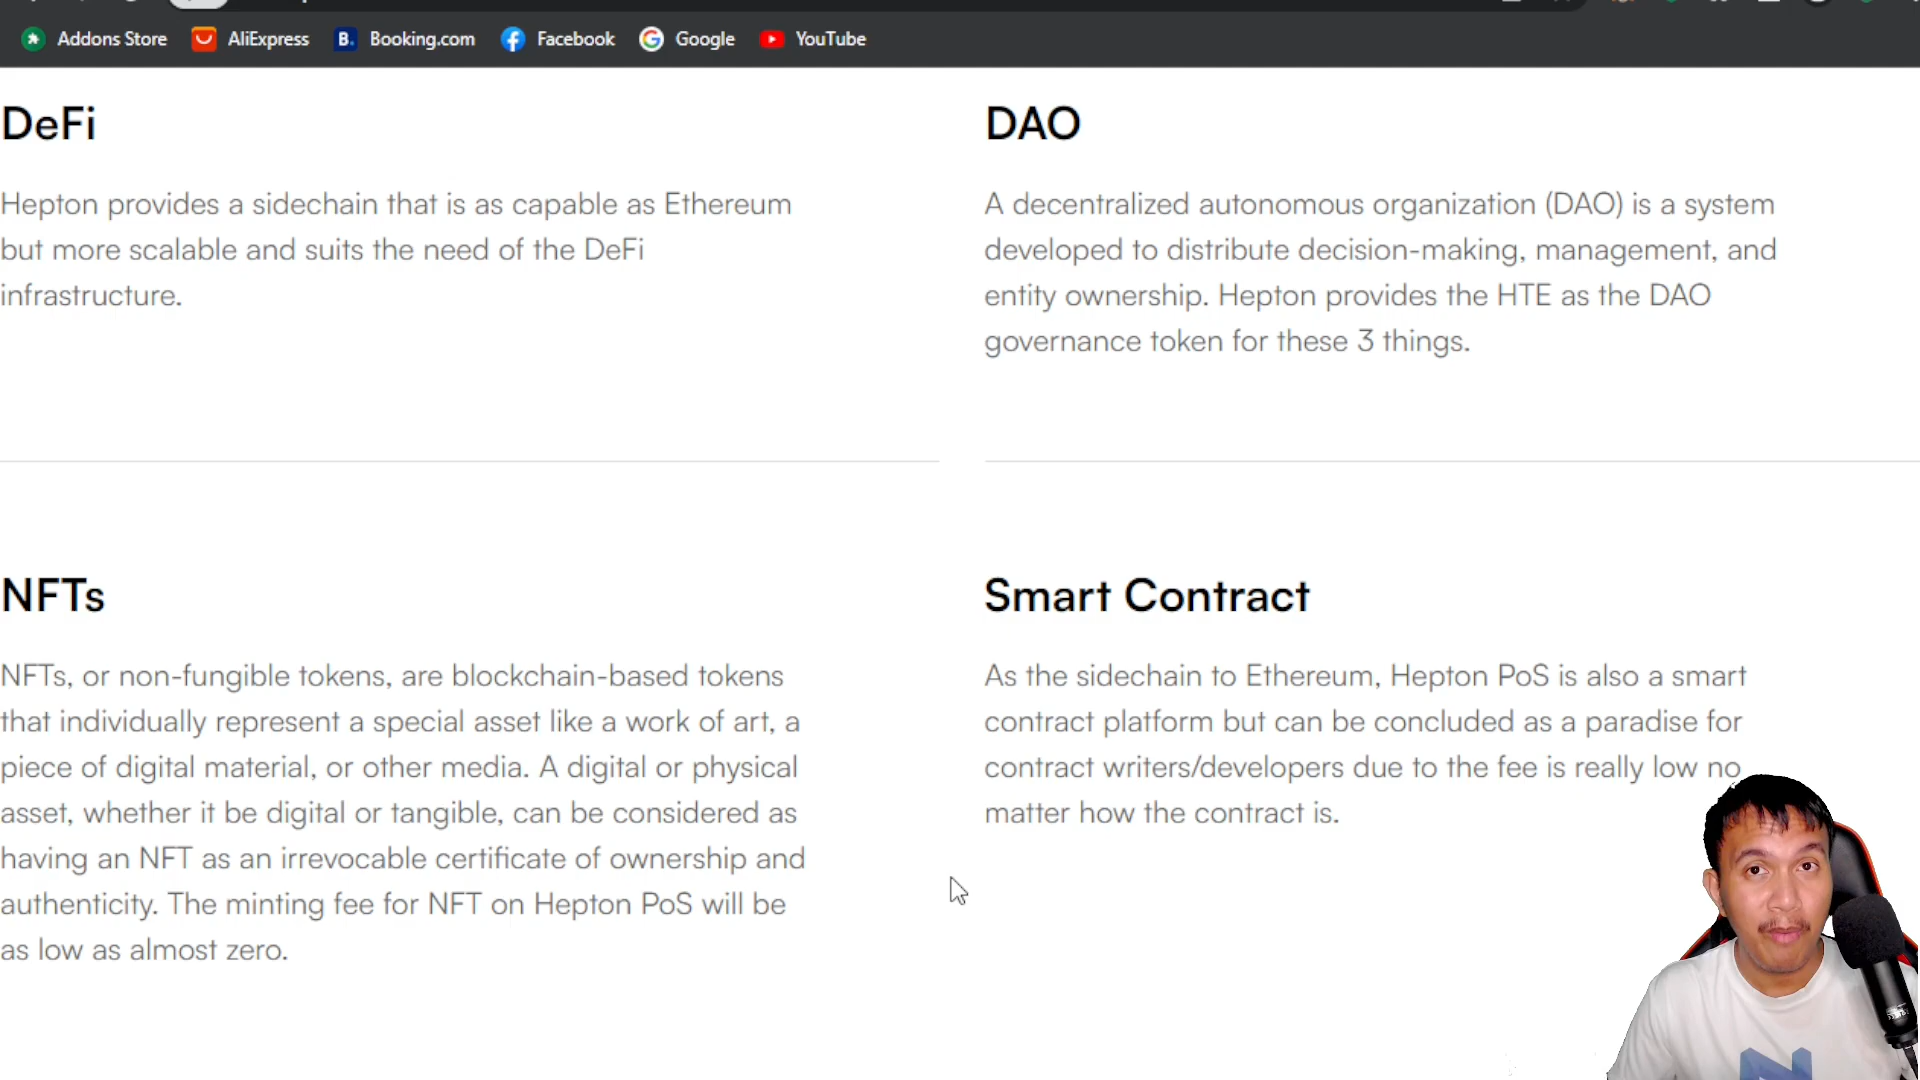 Addons Store AliExpress B. Booking.com Facebook Google YouTube
DeFi
Hepton provides a sidechain that is as capable as Ethereum
but more scalable and suits the need of the DeFi
infrastructure.
DAO
A decentralized autonomous organization (DAO) is a system
developed to distribute decision-making, management, and
entity ownership. Hepton provides the HTE as the DAO
governance token for these 3 things.
NFTs
NFTs, or non-fungible tokens, are blockchain-based tokens
that individually represent a special asset like a work of art, a
piece of digital material, or other media. A digital or physical
asset, whether it be digital or tangible, can be considered as
having an NFT as an irrevocable certificate of ownership and
authenticity. The minting fee for NFT on Hepton PoS will be
as low as almost zero.
Smart Contract
As the sidechain to Ethereum, Hepton PoS is also a smart
contract platform but can be concluded as a paradise for
contract writers/developers due to the fee is really low no
matter how the contract is.